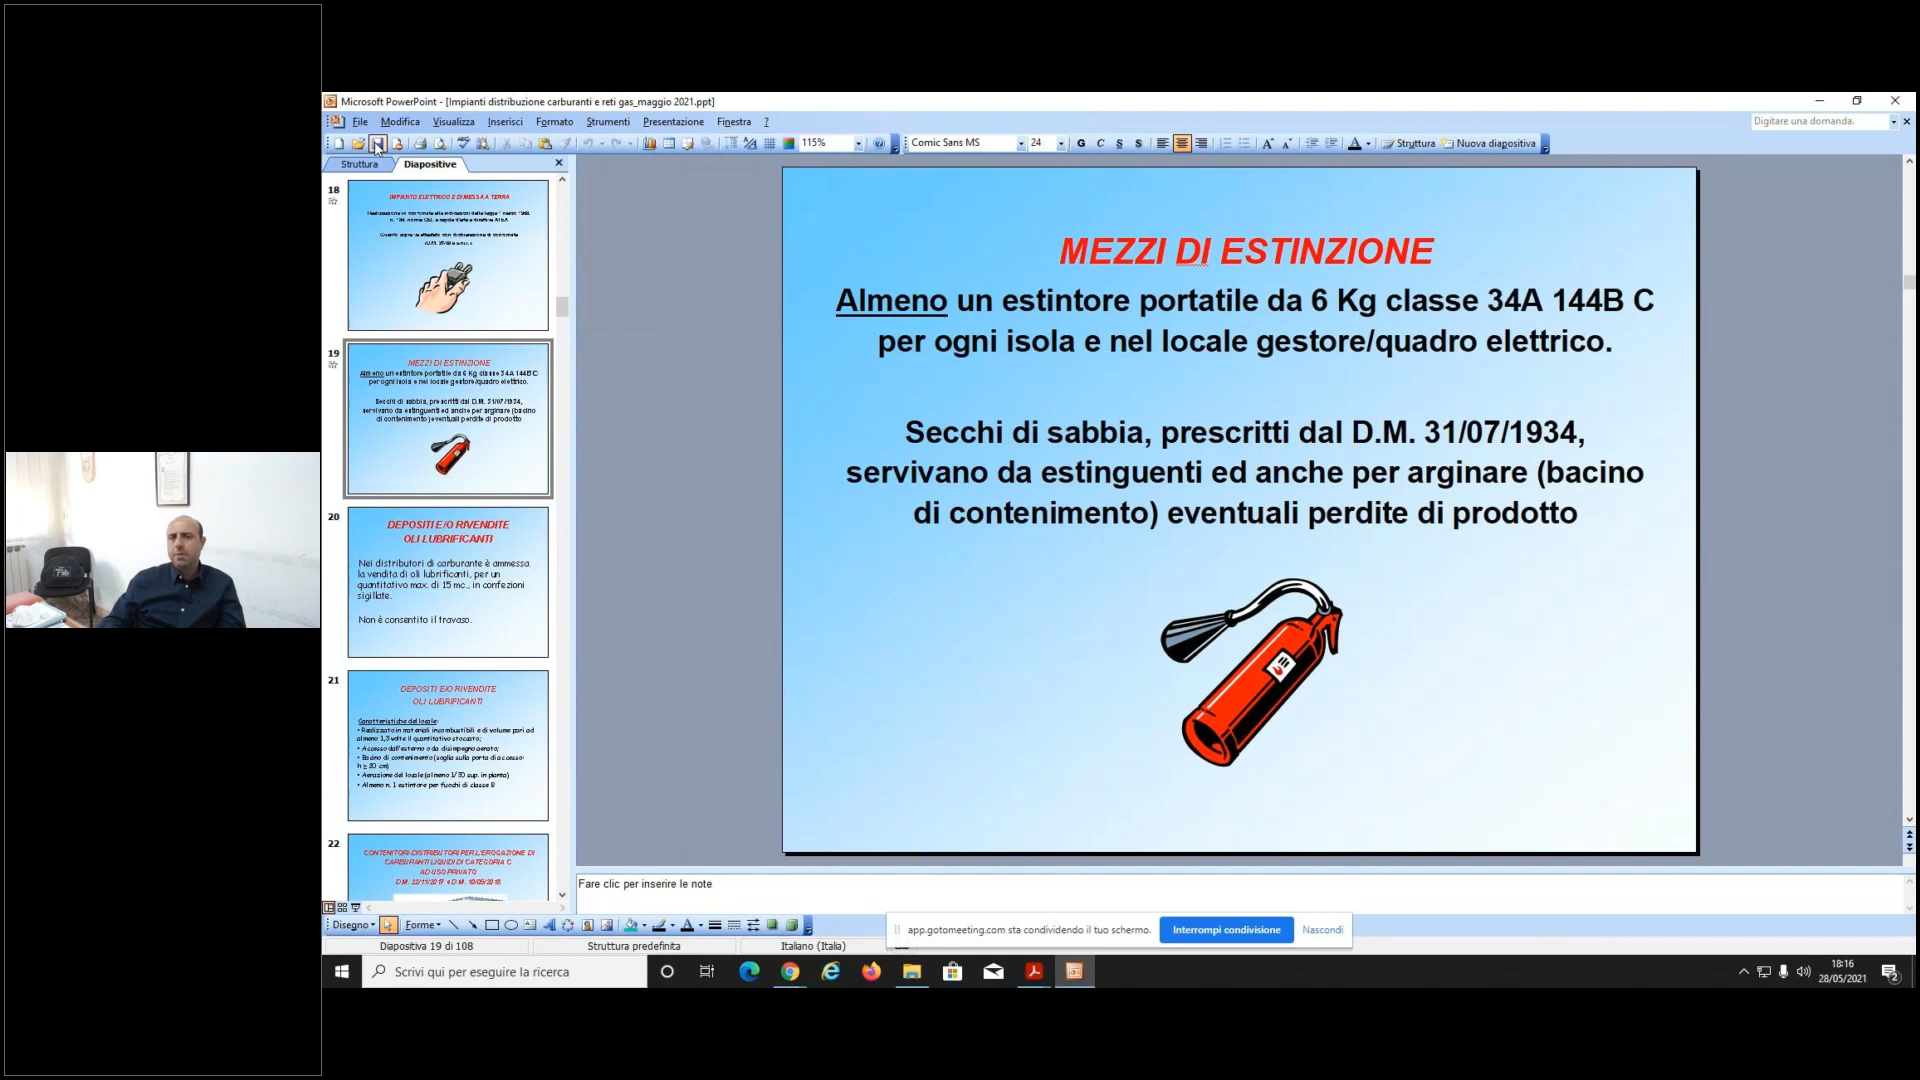 Microsoft PowerPoint - [Impianti distribuzione carburanti e reti gas_maggio 2021.ppt]
File Modifica Visualizza Inserisci Formato Strumenti Presentazione Finestra ?
Digitare una domanda.
115%
Comic Sans MS
24
G C S S
Struttura
Nuova diapositiva
Struttura
Diapositive
18
IMPIANTO ELETTRICO E DI MESSA A TERRA
19
MEZZI DI ESTINZIONE
Almeno un estintore portatile da 6 Kg classe 34A 144B C
per ogni isola e nel locale gestore/quadro elettrico.
Secchi di sabbia, prescritti dal D.M. 31/07/1934,
servivano da estinguenti ed anche per arginare (bacino
di contenimento) eventuali perdite di prodotto
20
DEPOSITI E/O RIVENDITE
OLI LUBRIFICANTI
Nei distributori di carburante è ammessa
la vendita di oli lubrificanti, per un
quantitativo max. di 15 mc., in confezioni
sigillate.
Non è consentito il travaso.
21
DEPOSITI E/O RIVENDITE
OLI LUBRIFICANTI
Caratteristiche del locale:
• Realizzato in materiali incombustibili e di volume pari ad
almeno 1,3 volte il quantitativo stoccato;
• Accesso dall'esterno o da disimpegno aerato;
• Bacino di contenimento (soglia sulla porta di accesso:
h ≥ 20 cm)
• Aerazione del locale (almeno 1/30 sup. in pianta)
• Almeno n. 1 estintore per fuochi di classe B
22
CONTENITORI-DISTRIBUTORI PER L'EROGAZIONE DI
CARBURANTI LIQUIDI DI CATEGORIA C
AD USO PRIVATO
D.M. 22/11/2017 e D.M. 10/05/2018
MEZZI DI ESTINZIONE
Almeno un estintore portatile da 6 Kg classe 34A 144B C
per ogni isola e nel locale gestore/quadro elettrico.
Secchi di sabbia, prescritti dal D.M. 31/07/1934,
servivano da estinguenti ed anche per arginare (bacino
di contenimento) eventuali perdite di prodotto
Fare clic per inserire le note
Disegno
Forme
app.gotomeeting.com sta condividendo il tuo schermo.
Interrompi condivisione
Nascondi
Diapositiva 19 di 108
Struttura predefinita
Italiano (Italia)
Scrivi qui per eseguire la ricerca
18:16
28/05/2021
2